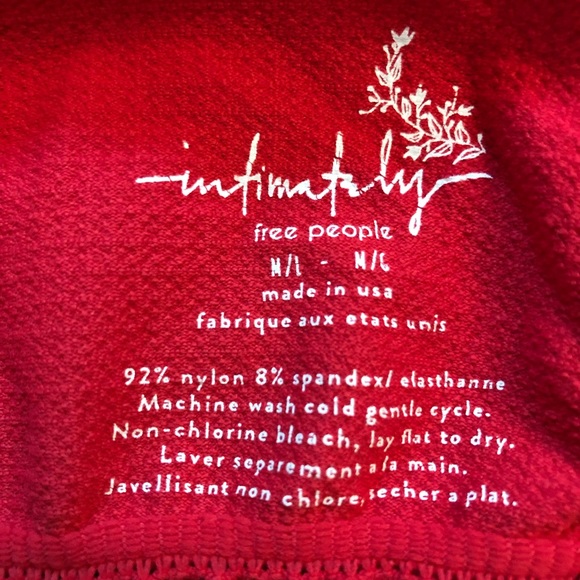 intimately
free people
M/L - M/G
made in usa
fabrique aux etats unis
92% nylon 8% spandex/ elasthanne
Machine wash cold gentle cycle.
Non-chlorine bleach, lay flat to dry.
Laver separement a la main.
Javellisant non chlore, secher a plat.